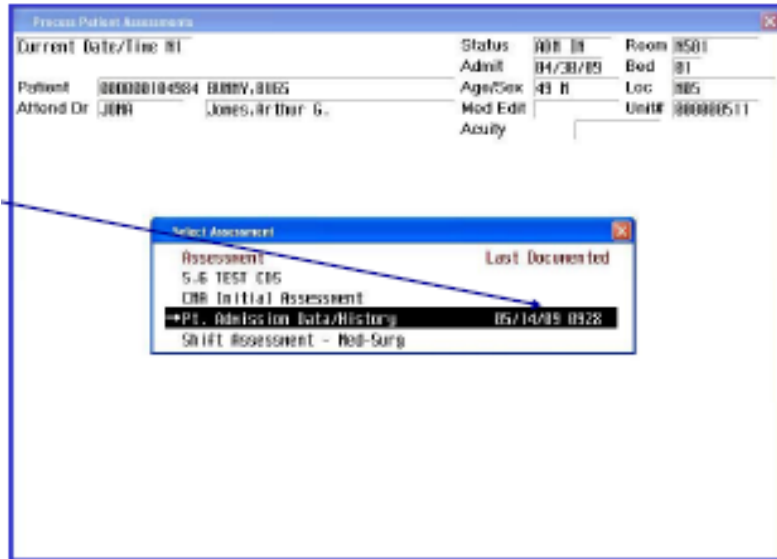 Process Patient Assessments
Current Date/Time NI Status ADM IN Room N501
Admit 04/30/09 Bed 01
Patient 000000104984 BUNNY,BUGS Age/Sex 49 M Loc N05
Attend Dr JONA Jones,Arthur G. Med Edit Unit# 000000511
Acuity
Select Assessment
Assessment Last Documented
5.6 TEST CDS
CNA Initial Assessment
→Pt. Admission Data/History 05/14/09 0928
Shift Assessment - Med-Surg